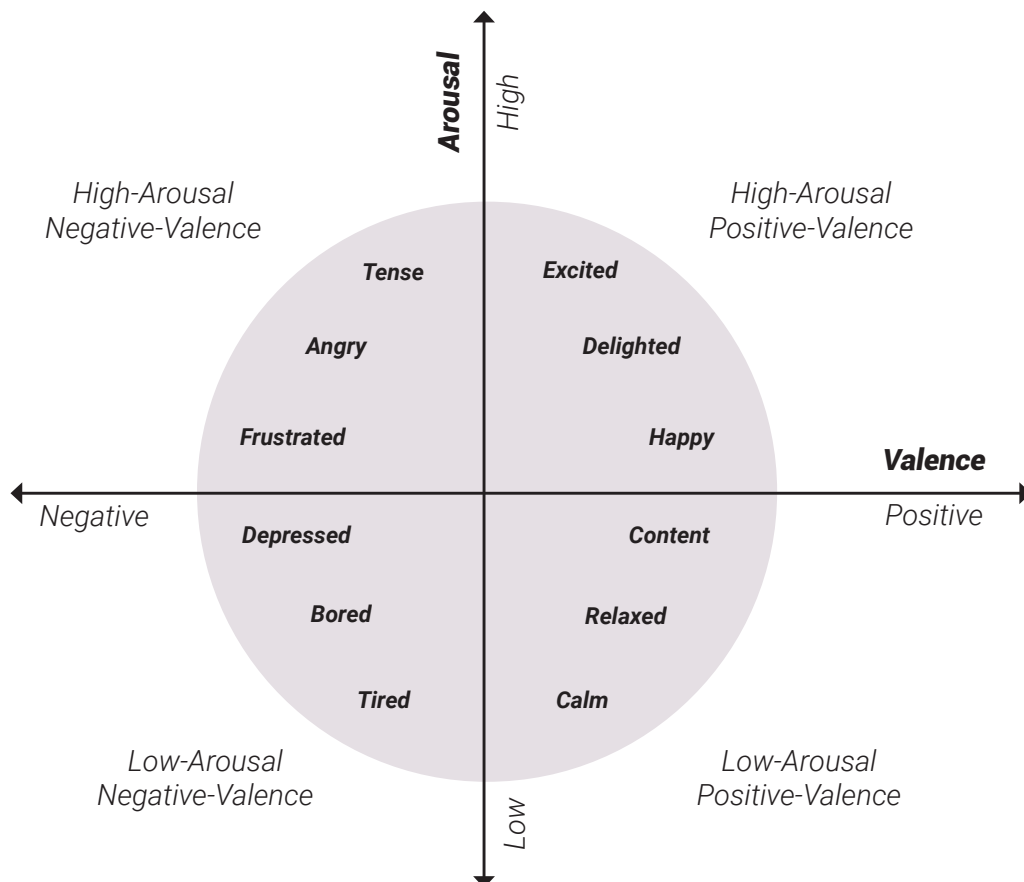 Arousal
High
High-Arousal
Negative-Valence
High-Arousal
Positive-Valence
Tense
Excited
Angry
Delighted
Frustrated
Happy
Valence
Negative
Positive
Depressed
Content
Bored
Relaxed
Tired
Calm
Low-Arousal
Negative-Valence
Low-Arousal
Positive-Valence
Low